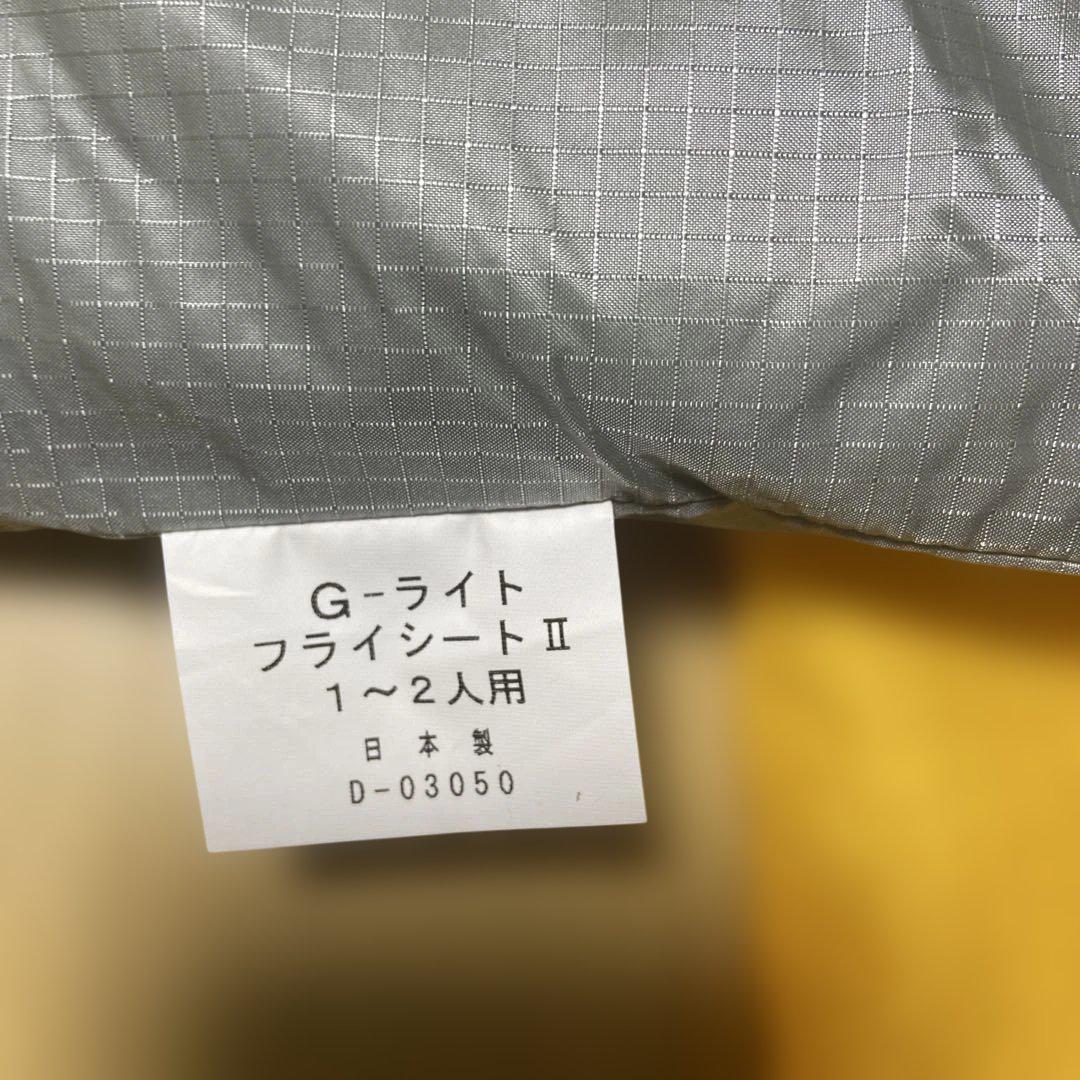 G-ライト
フライシートⅡ
1～2人用
日本製
D-03050